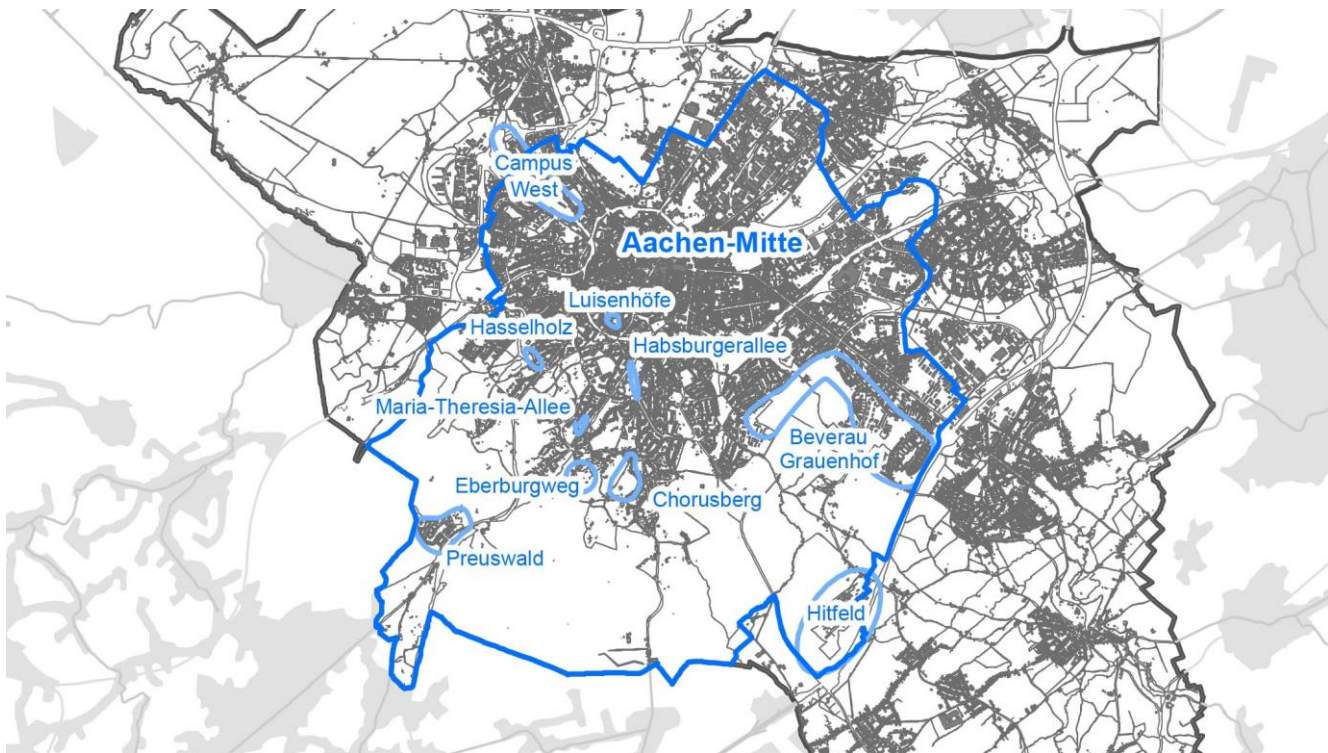 Campus
West
Aachen-Mitte
Luisenhöfe
Hasselholz
Habsburgerallee
Maria-Theresia-Allee
Beverau
Grauenhof
Eberburgweg
Chorusberg
Preuswald
Hitfeld